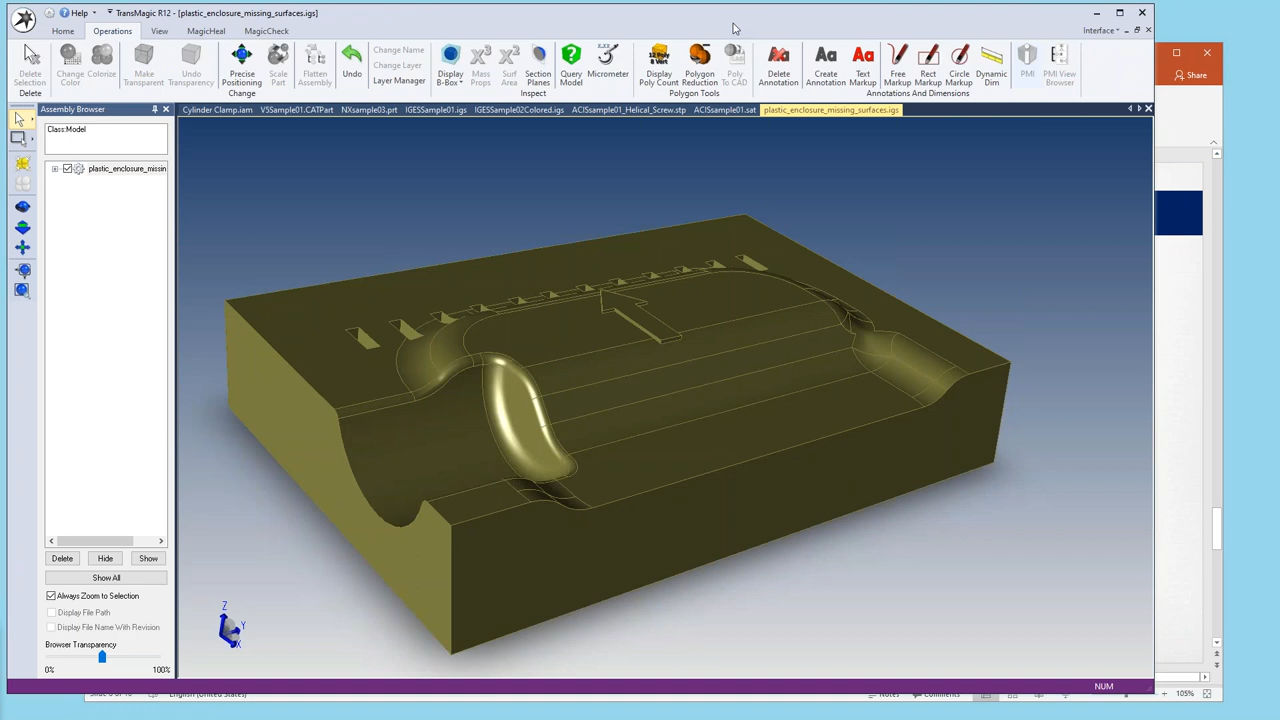 Help
TransMagic R12 - [plastic_enclosure_missing_surfaces.igs]
Home
Operations
View
MagicHeal
MagicCheck
Interface
Delete Selection
Change Color
Colorize
Make Transparent
Undo Transparency
Precise Positioning
Scale Part
Flatten Assembly
Undo
Change Name
Change Layer
Layer Manager
Display B-Box
Mass Props
Surf Area
Section Planes
Query Model
Micrometer
Display Poly Count
Polygon Reduction
Poly To CAD
Delete Annotation
Create Annotation
Text Markup
Free Markup
Rect Markup
Circle Markup
Dynamic Dim
PMI
PMI View Browser
Share
Delete
Change
Inspect
Polygon Tools
Annotations And Dimensions
Assembly Browser
Cylinder Clamp.iam
V5Sample01.CATPart
NXsample03.prt
IGESSample01.igs
IGESSample02Colored.igs
ACISSample01_Helical_Screw.stp
ACISsample01.sat
plastic_enclosure_missing_surfaces.igs
Class:Model
plastic_enclosure_missin
Delete
Hide
Show
Show All
Always Zoom to Selection
Display File Path
Display File Name With Revision
Browser Transparency
0%
100%
Z
Y
X
NUM
English (United States)
Notes
Comments
105%